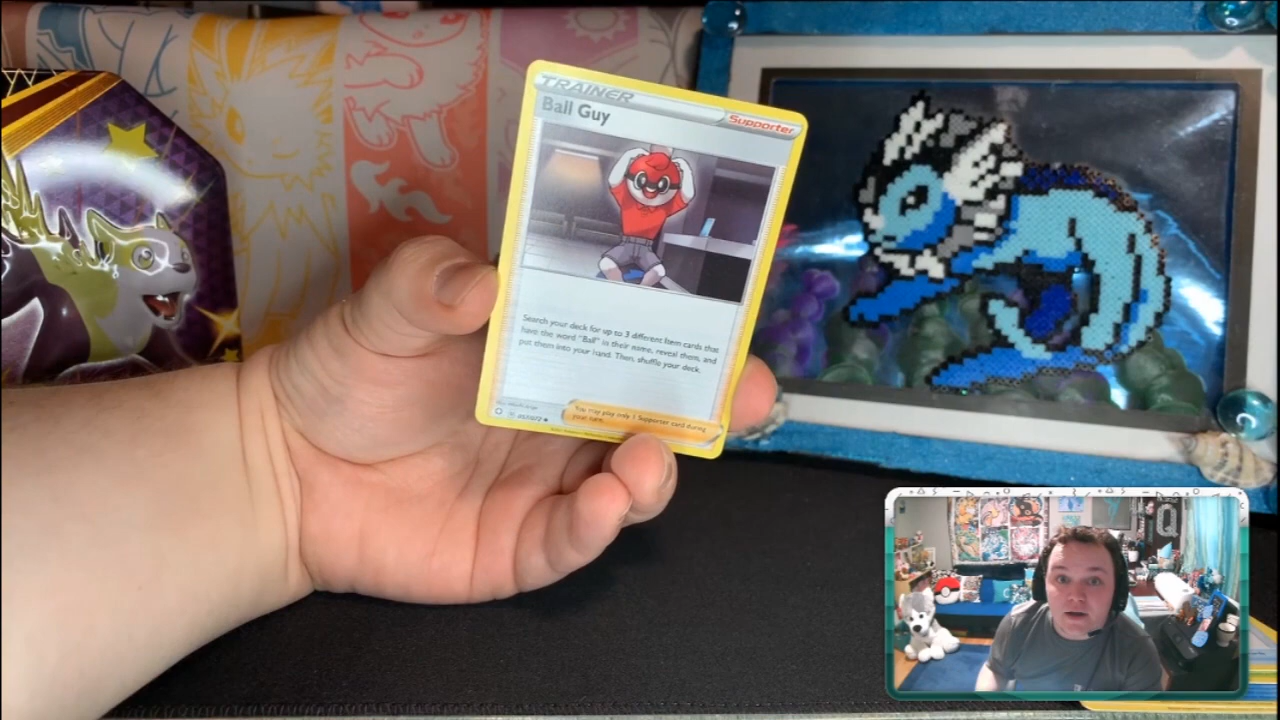 TRAINER
Supporter
Ball Guy
Search your deck for up to 3 different Item cards that
have the word "Ball" in their name, reveal them, and
put them into your hand. Then, shuffle your deck.
You may play only 1 Supporter card during
your turn.
057/072
Q